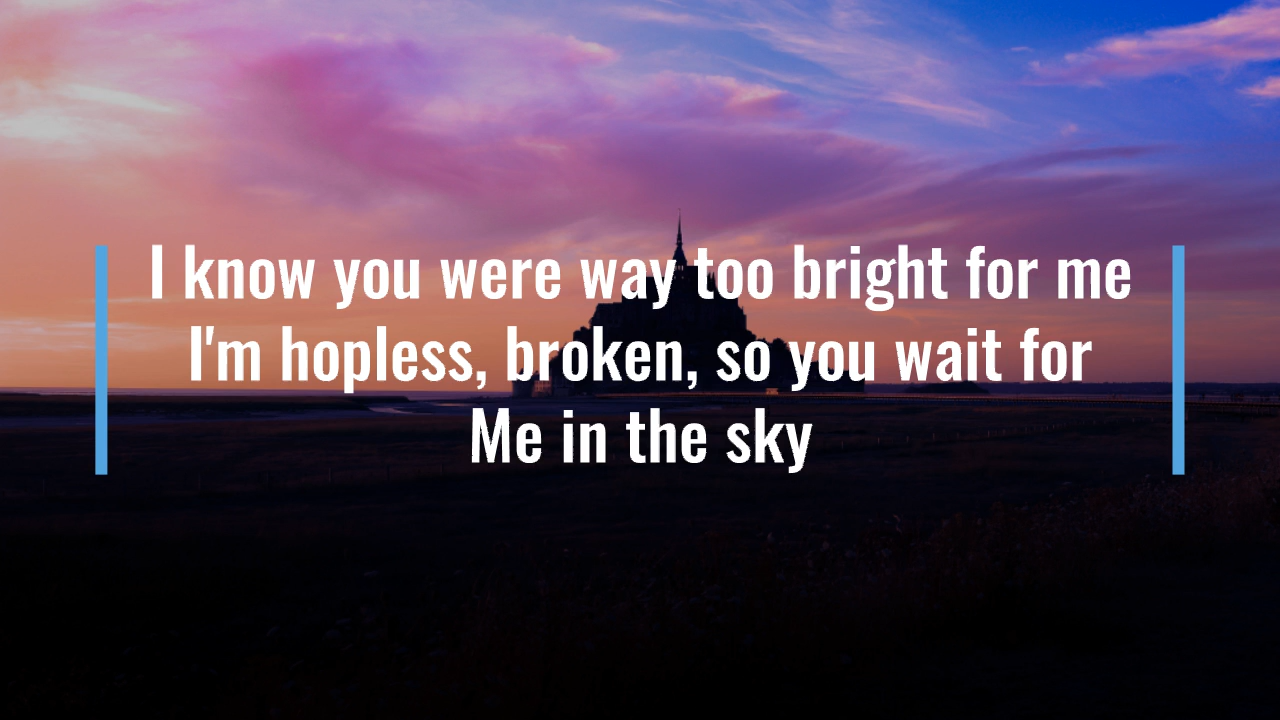 I know you were way too bright for me
I'm hopless, broken, so you wait for
Me in the sky